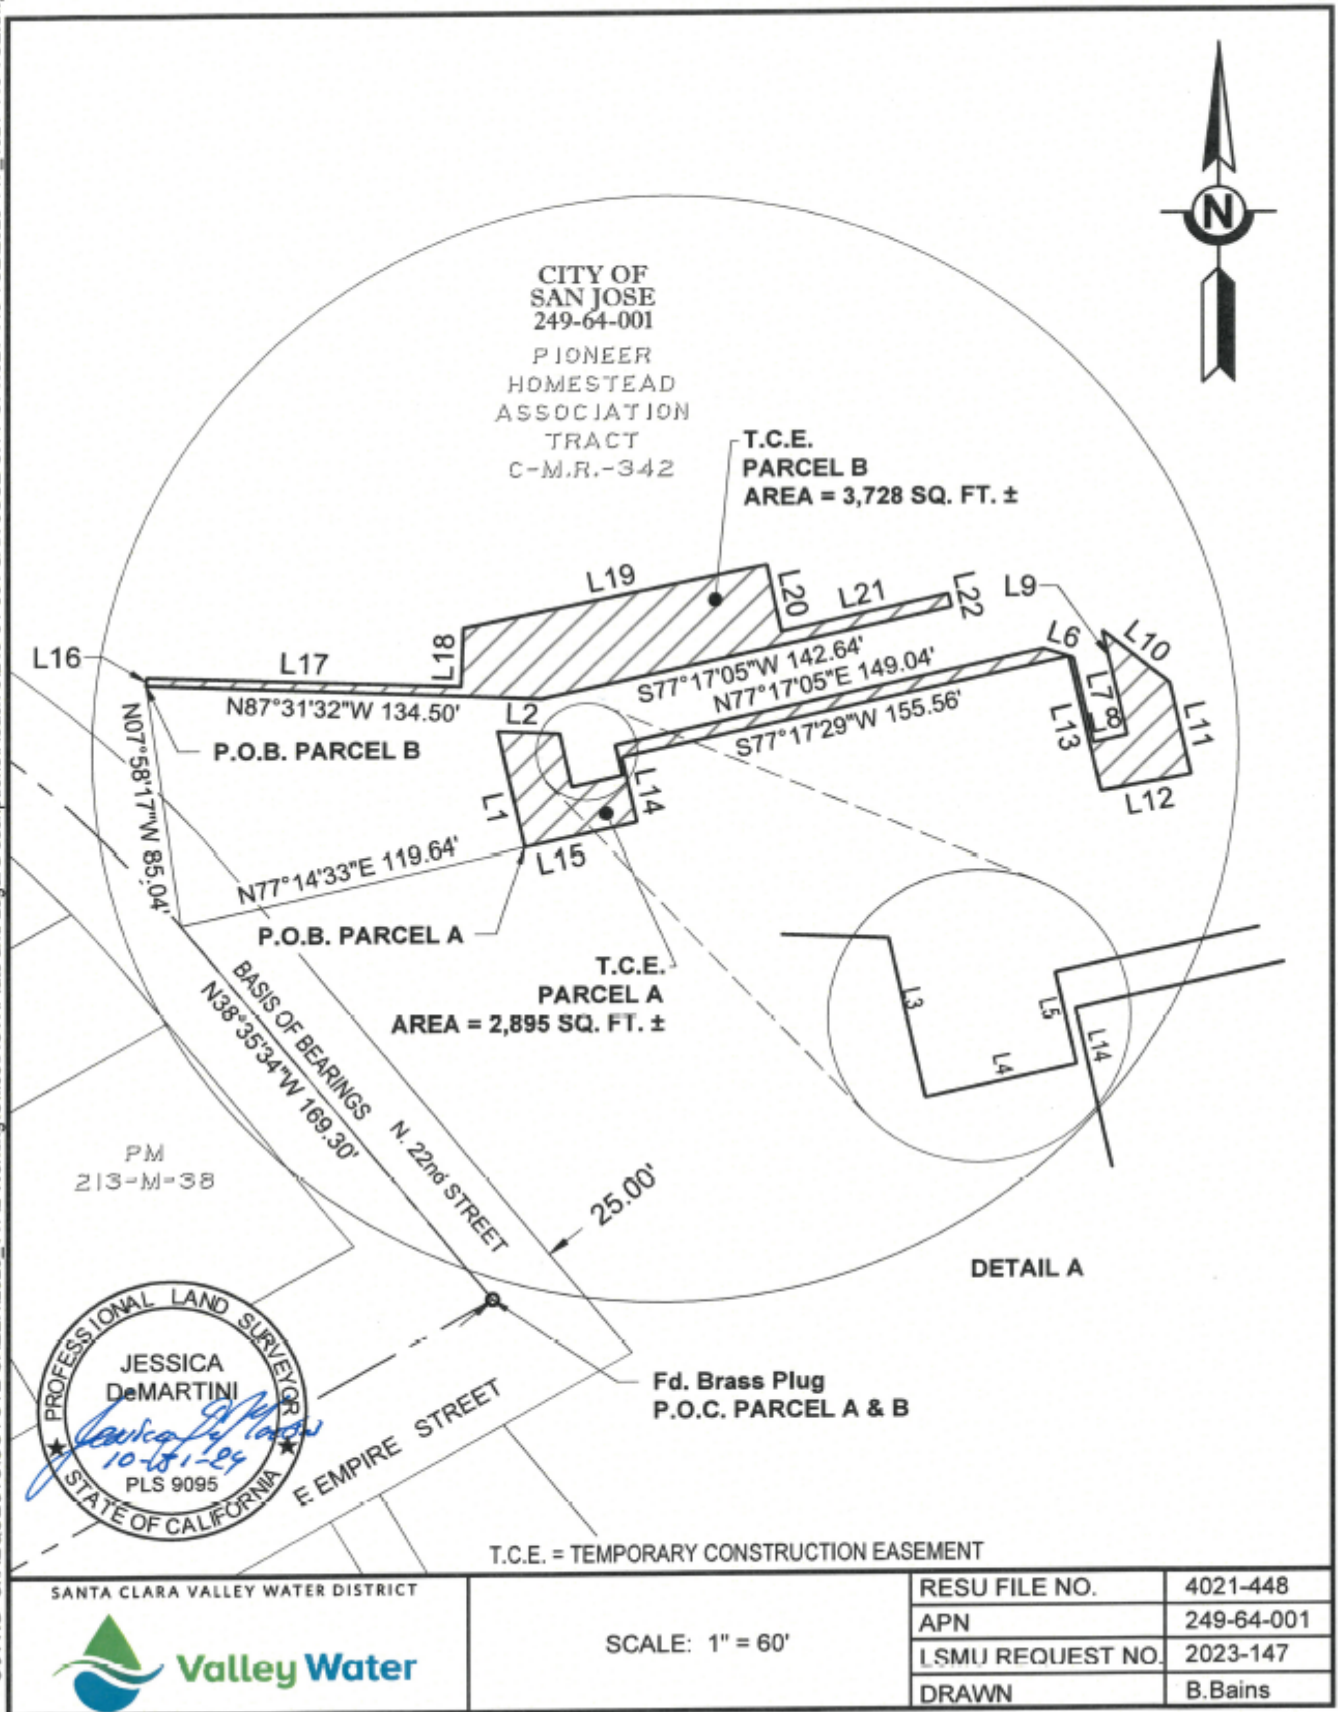 N
CITY OF
SAN JOSE
249-64-001
PIONEER
HOMESTEAD
ASSOCIATION
TRACT
C-M.R.-342
T.C.E.
PARCEL B
AREA = 3,728 SQ. FT. ±
L19
L20
L21
L22
L9
L10
L6
L16
L17
L18
S77°17'05"W 142.64'
N77°17'05"E 149.04'
S77°17'29"W 155.56'
L7
L8
L11
L13
L12
N87°31'32"W 134.50'
L2
P.O.B. PARCEL B
N07°58'17"W 85.04'
L1
L14
L15
N77°14'33"E 119.64'
P.O.B. PARCEL A
T.C.E.
PARCEL A
AREA = 2,895 SQ. FT. ±
L3
L5
L4
L14
BASIS OF BEARINGS
N38°35'34"W 169.30'
N. 22nd STREET
25.00'
PM
213-M-38
DETAIL A
PROFESSIONAL LAND SURVEYOR
JESSICA
DeMARTINI
PLS 9095
STATE OF CALIFORNIA
Fd. Brass Plug
P.O.C. PARCEL A & B
E EMPIRE STREET
T.C.E. = TEMPORARY CONSTRUCTION EASEMENT
SANTA CLARA VALLEY WATER DISTRICT
Valley Water
SCALE: 1" = 60'
RESU FILE NO. 4021-448
APN 249-64-001
LSMU REQUEST NO. 2023-147
DRAWN B.Bains